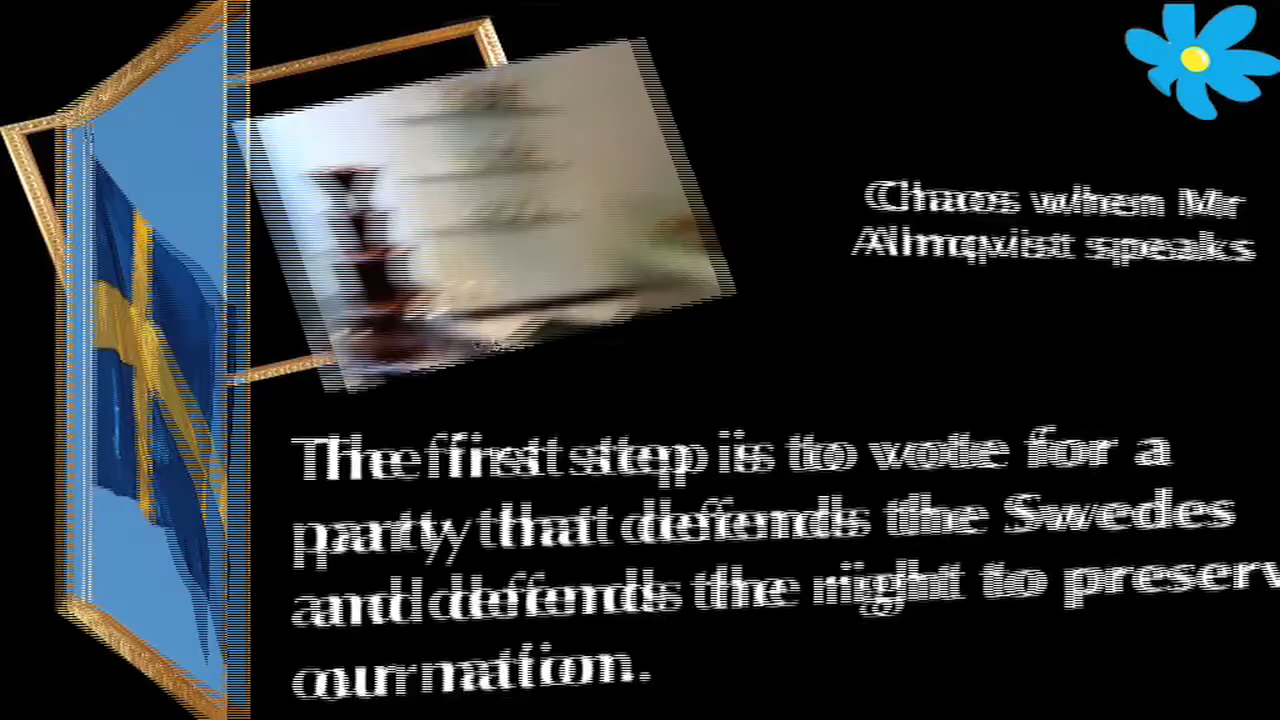 Chaos when Mr
Almqvist speaks
The first step is to vote for a
party that defends the Swedes
and defends the right to preserv
our nation.